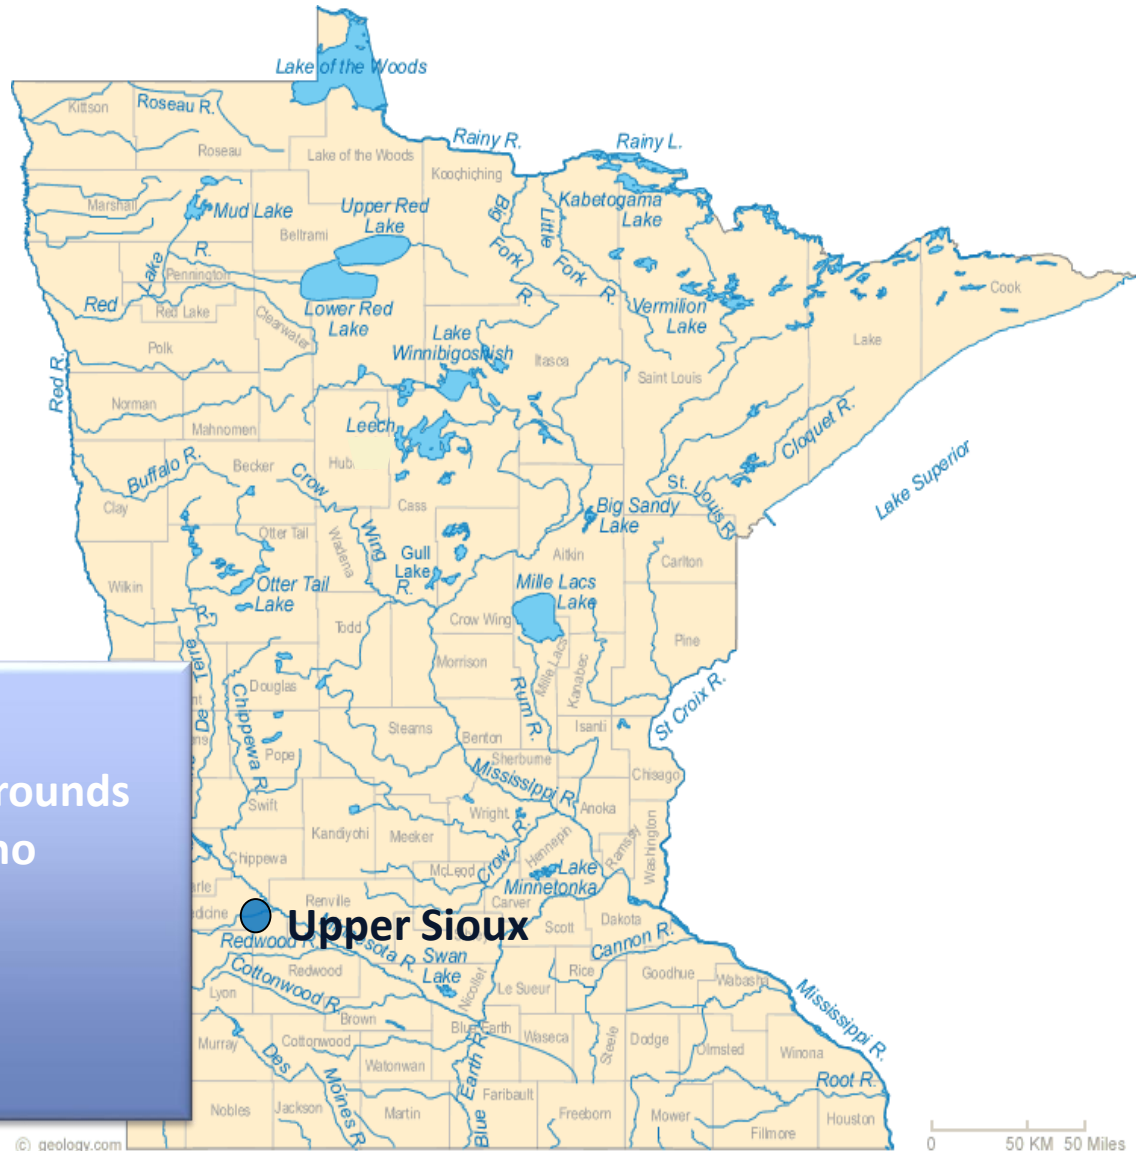 Lake of the Woods
Kittson
Roseau R.
Rainy R.
Rainy L.
Roseau
Lake of the Woods
Koochiching
Marshall
Mud Lake
Upper Red
Lake
Big
Fork
R.
Little
Fork
R.
Kabetogama
Lake
Beltrami
R.
Lake
Red
Pennington
Red Lake
Clearwater
Lower Red
Lake
Vermilion
Lake
Cook
Lake
Polk
Lake
Winnibigoshish
Itasca
Saint Louis
Red R.
Norman
Mahnomen
Leech
Cloquet R.
Buffalo R.
Becker
Hub
Crow
Wing
R.
Cass
St. Louis R.
Lake Superior
Clay
Otter Tail
Wadena
Gull
Lake
Big Sandy
Lake
Aitkin
Carlton
Wilkin
Otter Tail
Lake
Mille Lacs
Lake
R.
Todd
Crow Wing
Pine
Terre
De
Morrison
Mille Lacs
Kanabec
Douglas
Chippewa R.
Rum R.
St Croix R.
Stearns
Benton
Isanti
Pope
Sherburne
Mississippi R.
Chisago
rounds
no
Swift
Kandiyohi
Meeker
Wright
Anoka
Crow R.
Hennepin
Ramsey
Washington
Chippewa
McLeod
Lake
Minnetonka
arle
dicine
Renville
Carver
Upper Sioux
Scott
Dakota
Redwood R.
Minnesota R.
Swan
Lake
Cannon R.
Redwood
Cottonwood R.
Nicollet
Le Sueur
Rice
Goodhue
Wabasha
Mississippi R.
Lyon
Brown
Blue Earth
Waseca
Steele
Dodge
Olmsted
Winona
Murray
Cottonwood
Watonwan
Des
Moines R.
Blue
Earth R.
Root R.
Nobles
Jackson
Martin
Faribault
Freeborn
Mower
Fillmore
Houston
© geology.com
0 50 KM 50 Miles